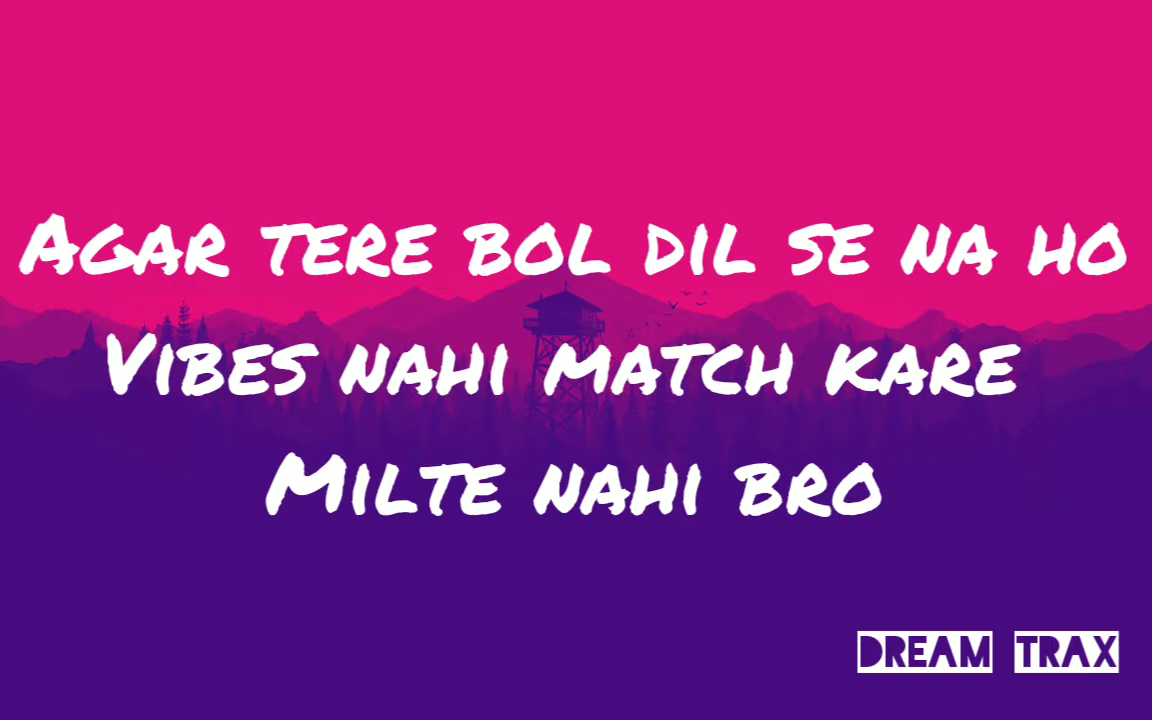 Agar tere bol dil se na ho
Vibes nahi match kare
Milte nahi bro
DREAM TRAX